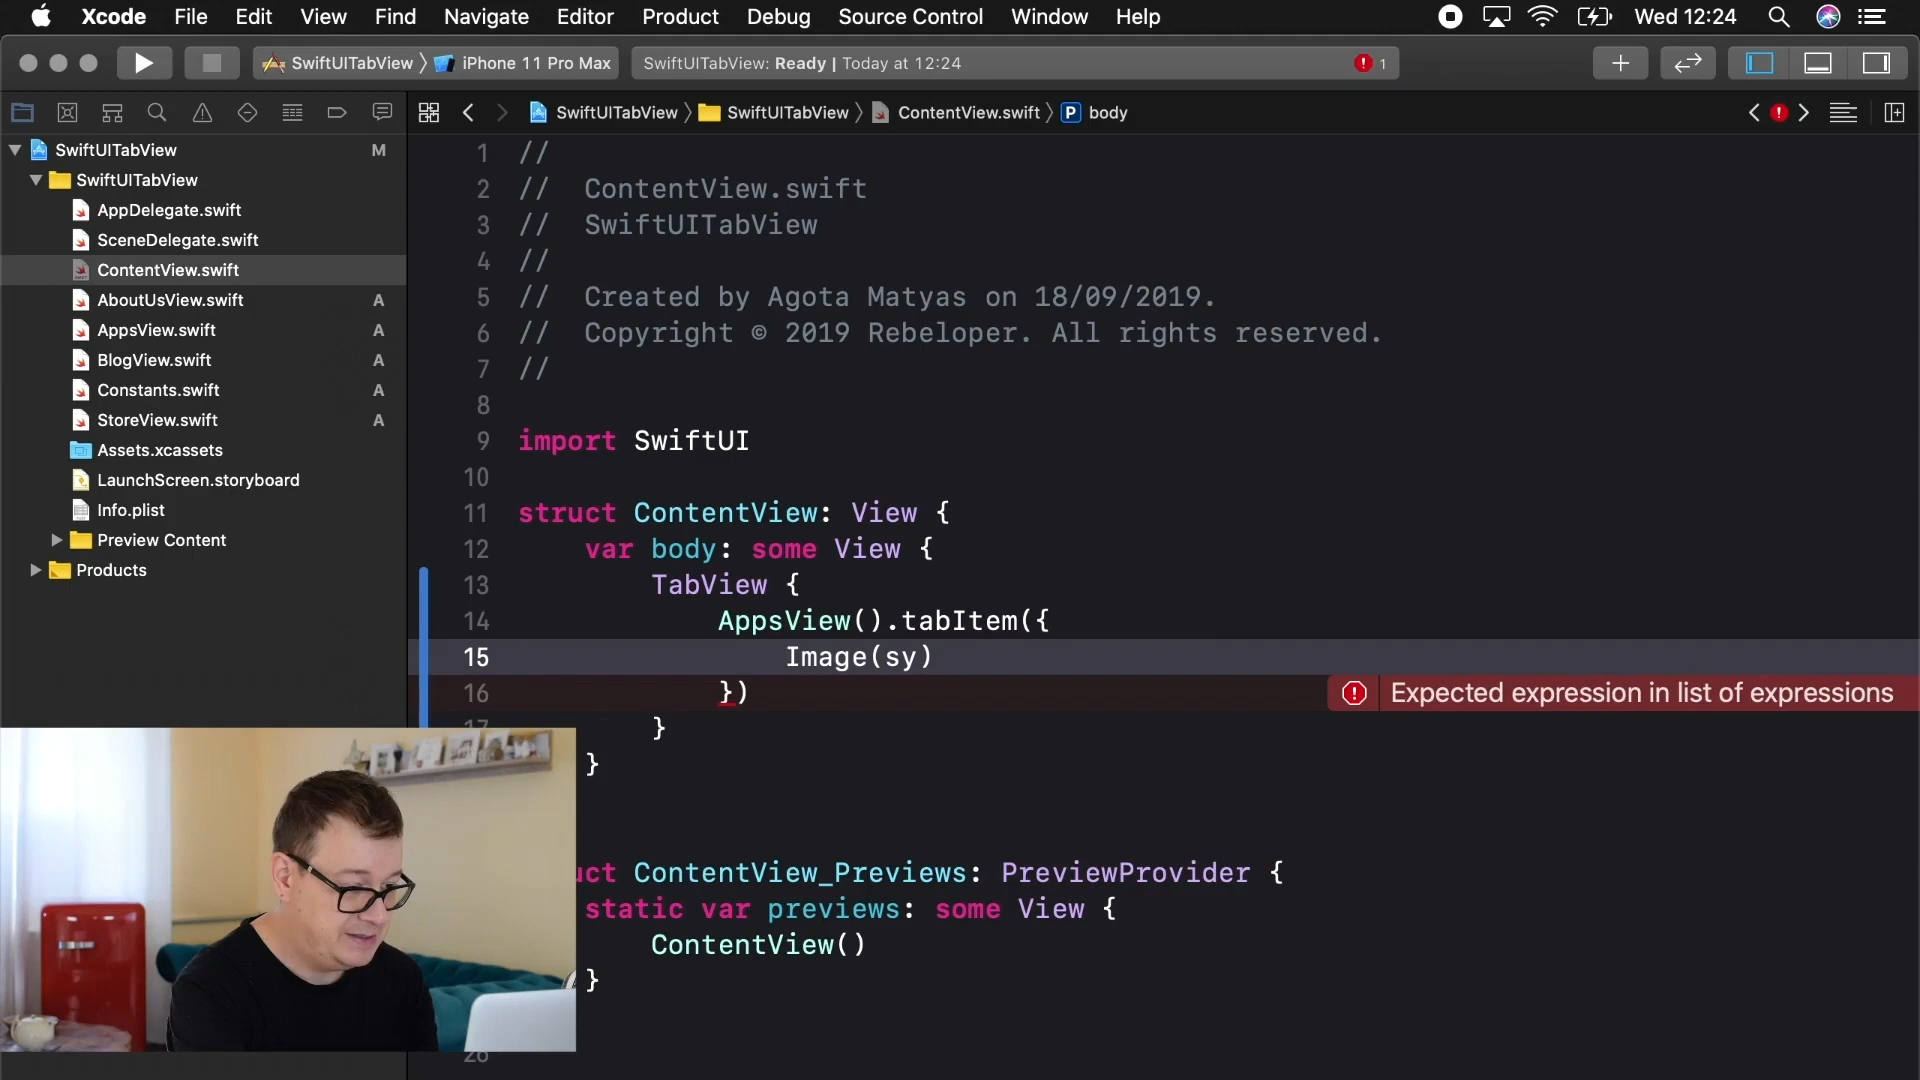 Xcode File Edit View Find Navigate Editor Product Debug Source Control Window Help Wed 12:24
SwiftUITabView 〉 iPhone 11 Pro Max SwiftUITabView: Ready | Today at 12:24 1
SwiftUITabView 〉 SwiftUITabView 〉 ContentView.swift 〉 P body
SwiftUITabView M
SwiftUITabView
AppDelegate.swift
SceneDelegate.swift
ContentView.swift
AboutUsView.swift A
AppsView.swift A
BlogView.swift A
Constants.swift A
StoreView.swift A
Assets.xcassets
LaunchScreen.storyboard
Info.plist
Preview Content
Products
1 //
2 //  ContentView.swift
3 //  SwiftUITabView
4 //
5 //  Created by Agota Matyas on 18/09/2019.
6 //  Copyright © 2019 Rebeloper. All rights reserved.
7 //
8
9 import SwiftUI
10
11 struct ContentView: View {
12     var body: some View {
13         TabView {
14             AppsView().tabItem({
15                 Image(sy)
16             }) Expected expression in list of expressions
17         }
}
uct ContentView_Previews: PreviewProvider {
static var previews: some View {
ContentView()
}